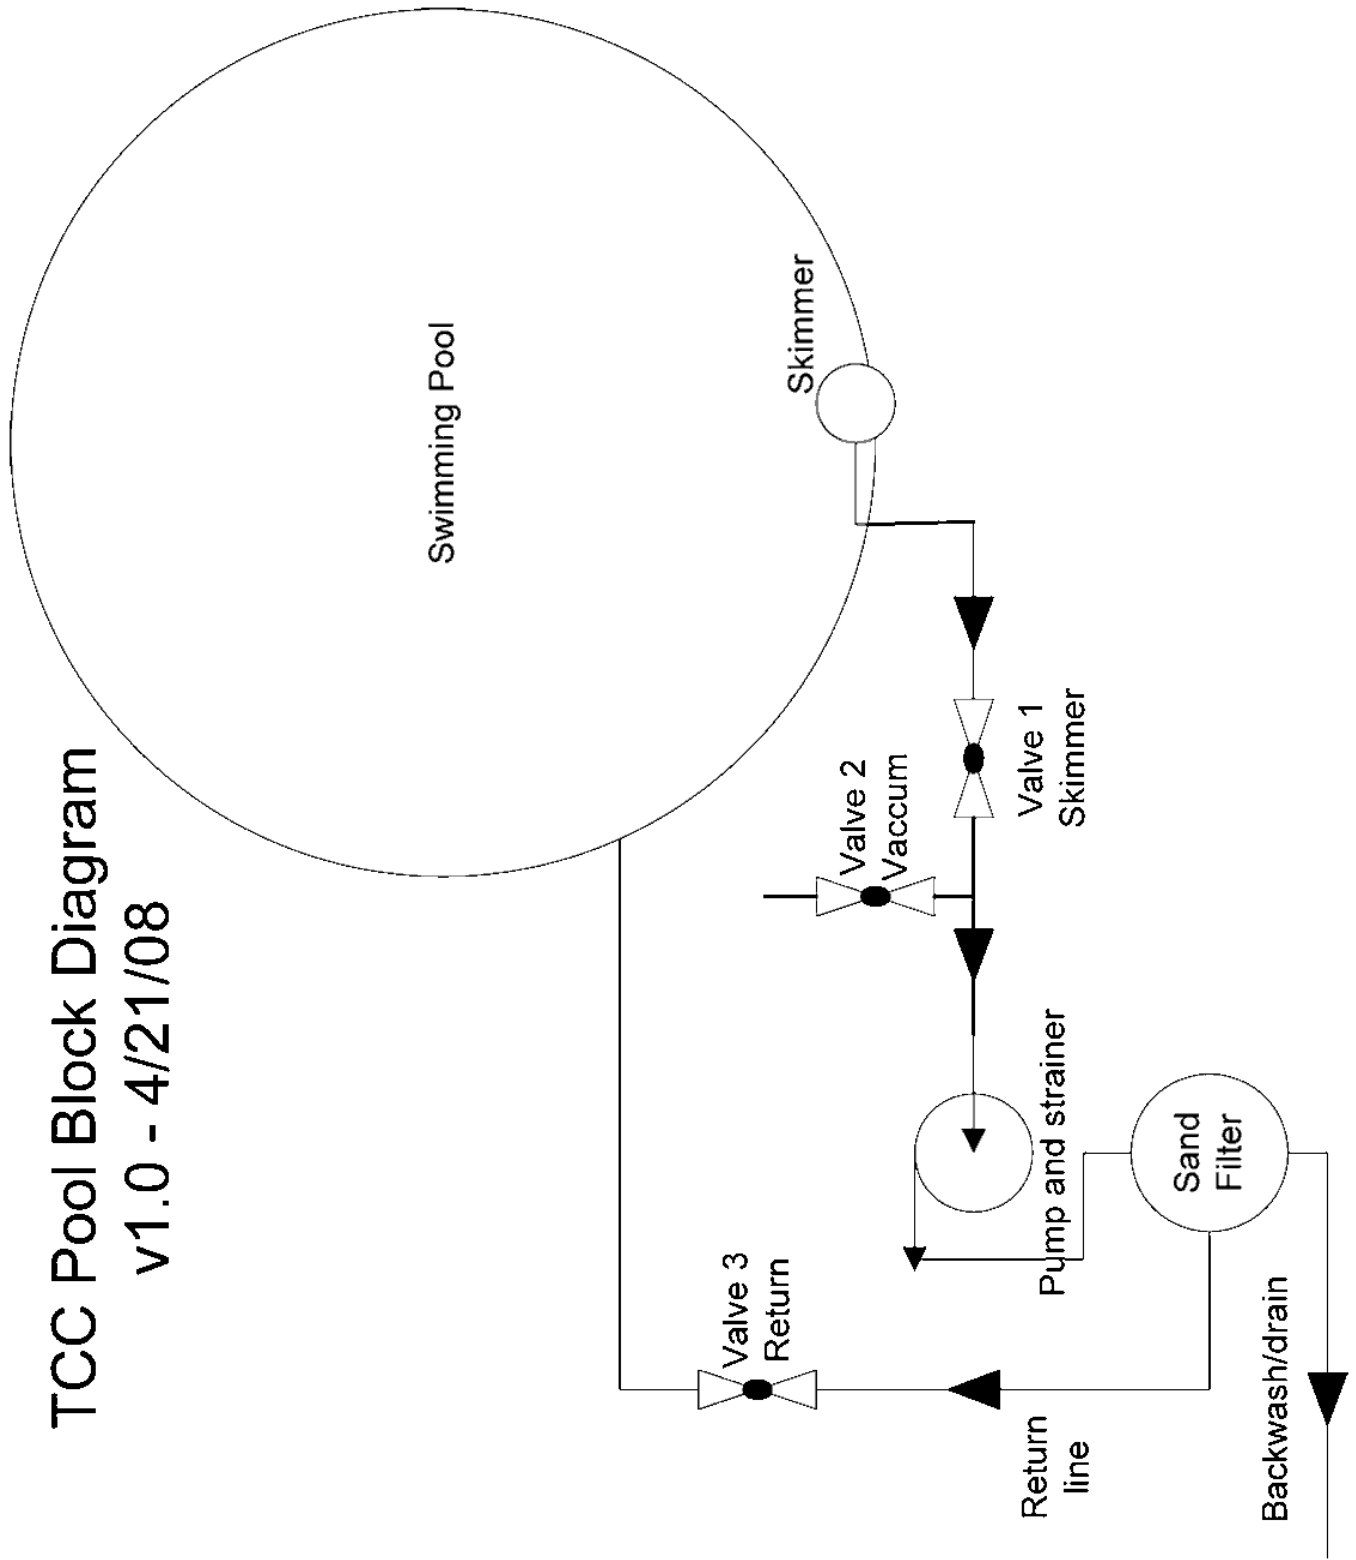 TCC Pool Block Diagram
v1.0 - 4/21/08
Swimming Pool
Skimmer
Valve 1
Skimmer
Valve 2
Vaccum
Pump and strainer
Sand
Filter
Valve 3
Return
Return
line
Backwash/drain